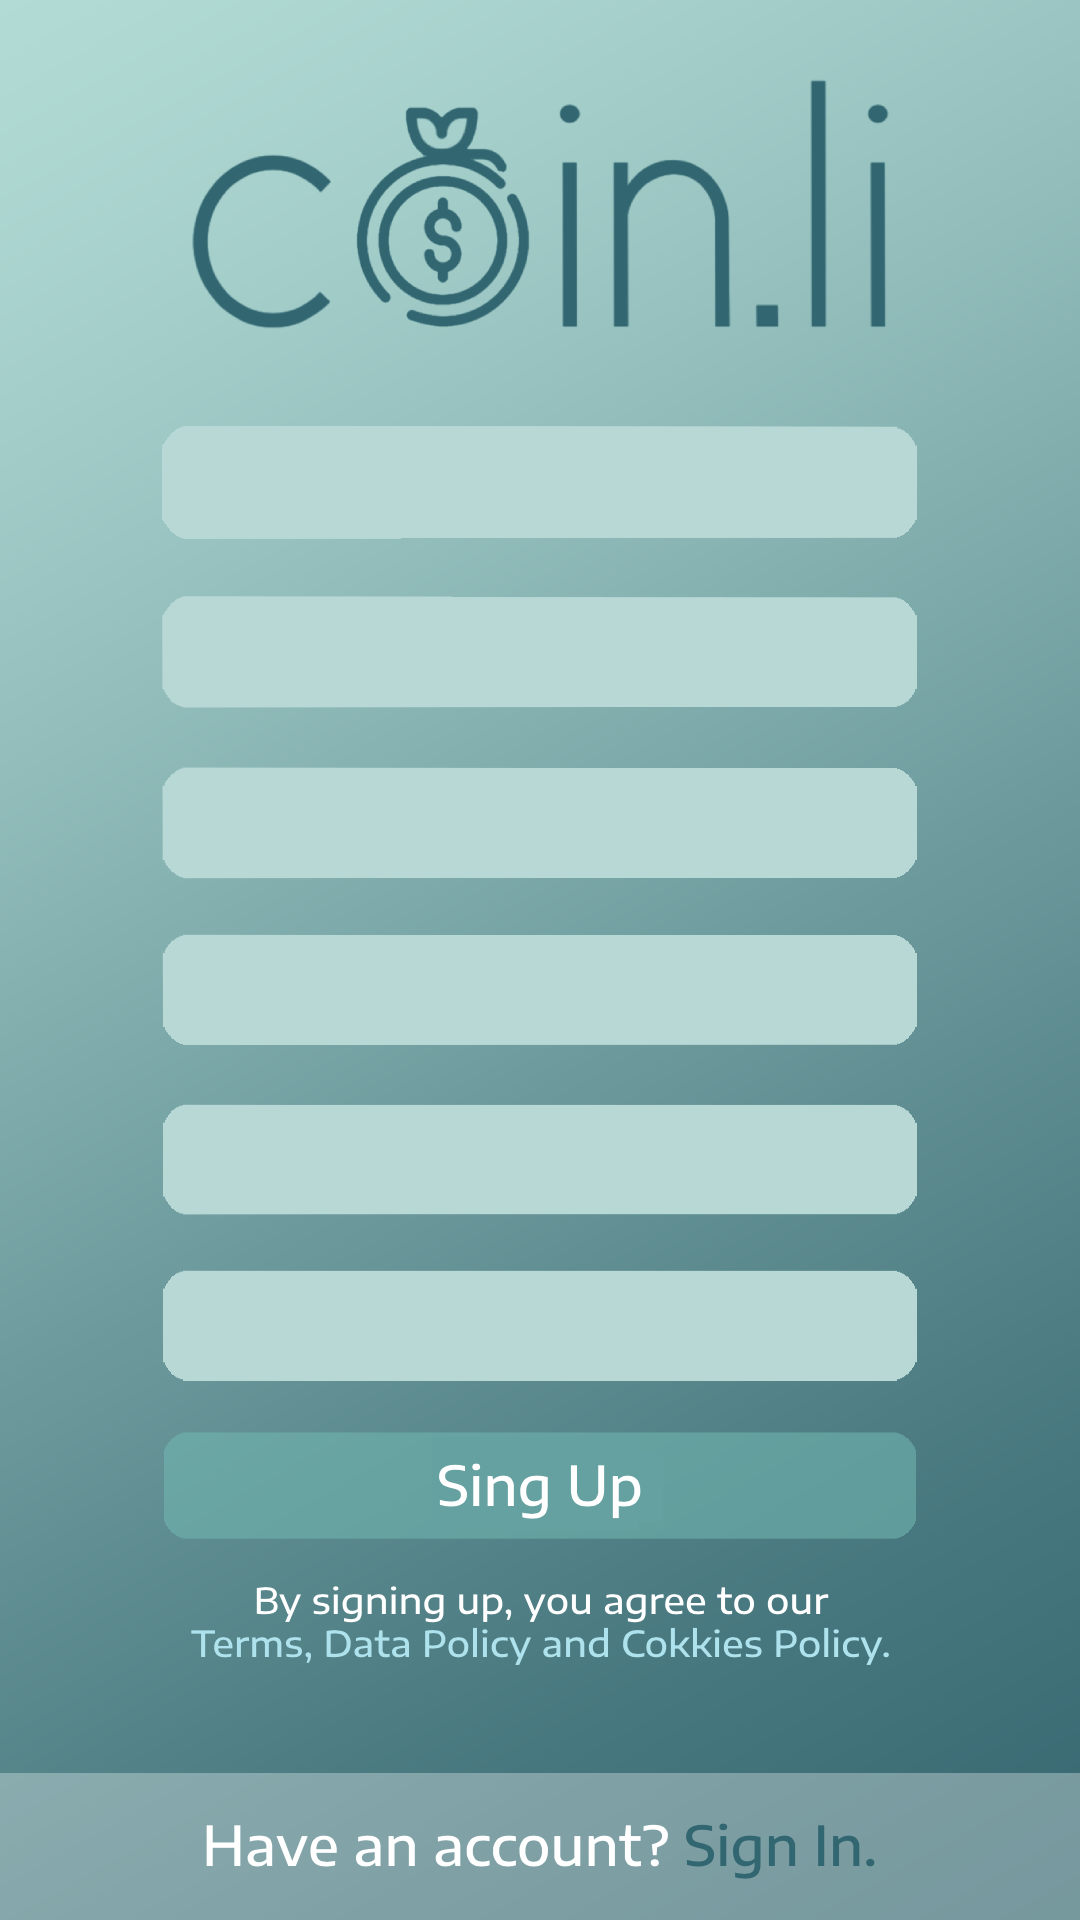 coin.li
Sing Up
By signing up, you agree to our
Terms, Data Policy and Cokkies Policy.
Have an account? Sign In.